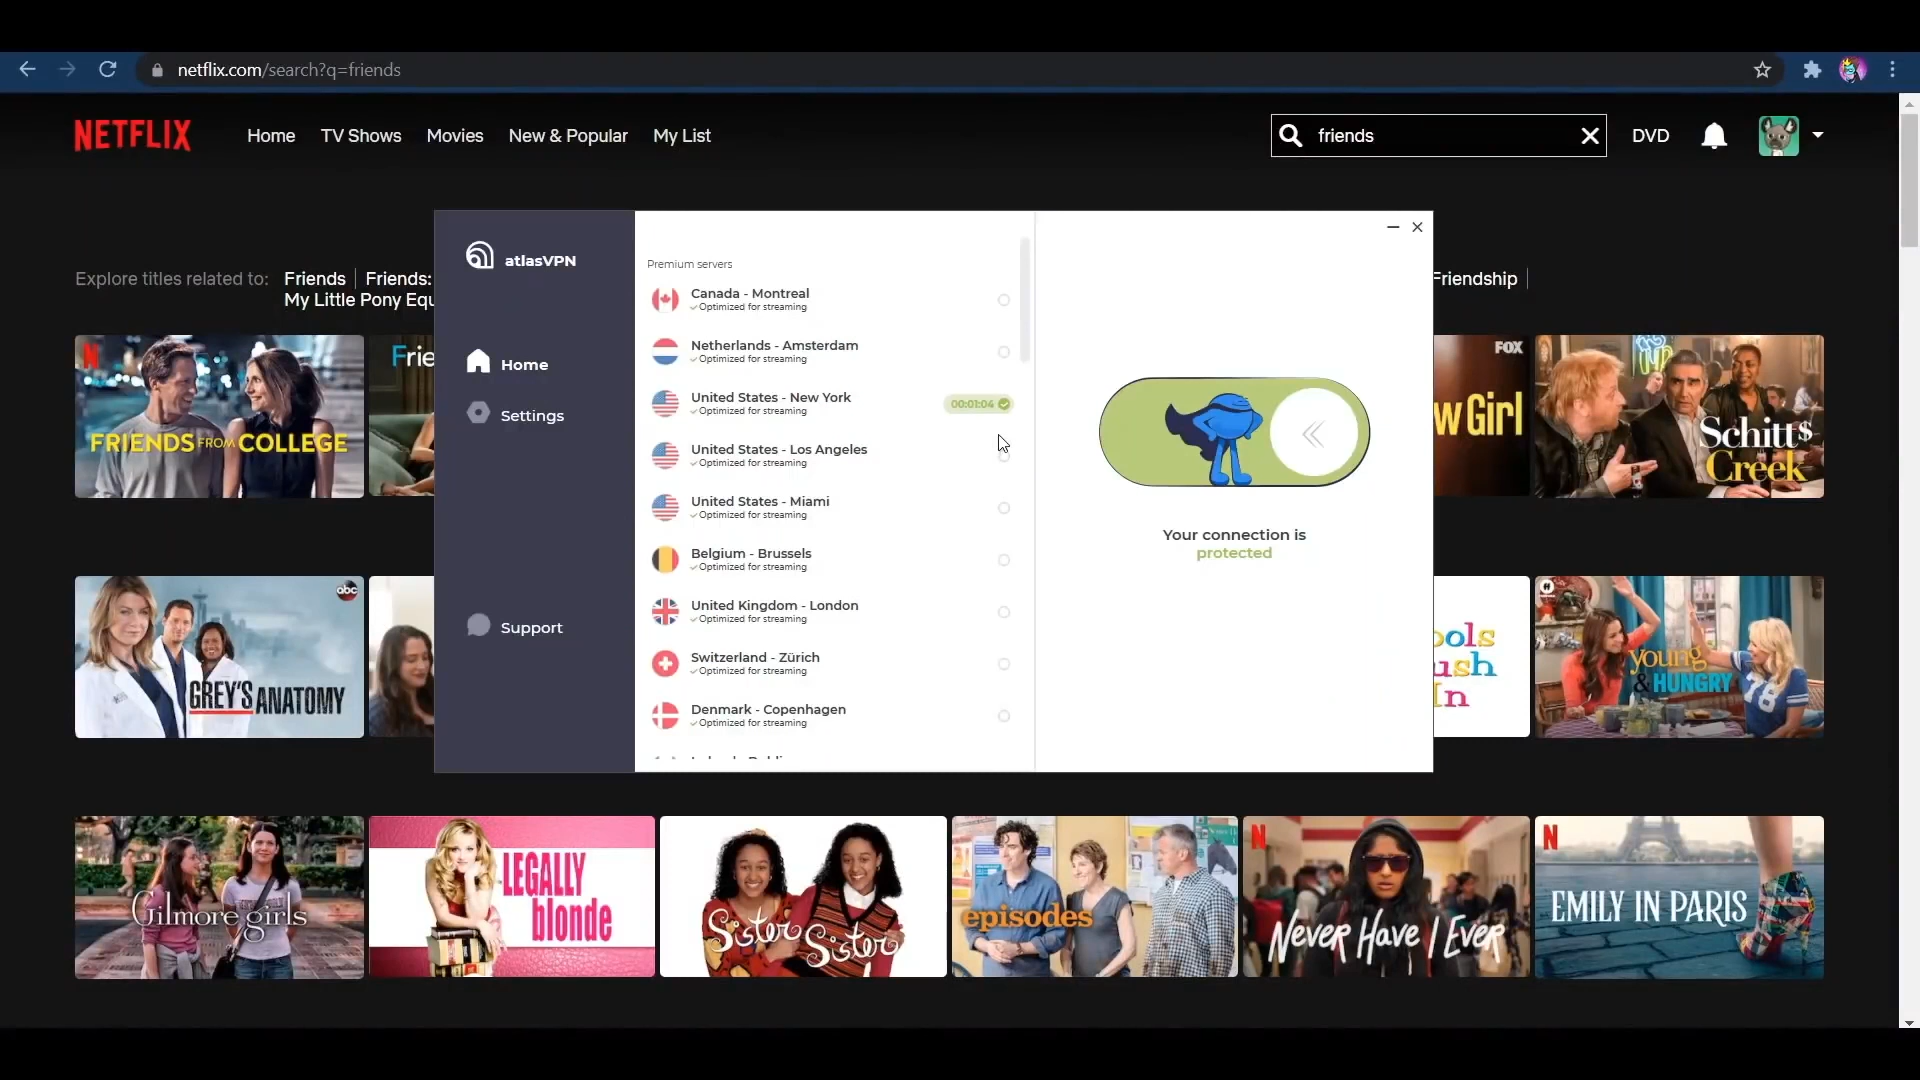 netflix.com/search?q=friends
NETFLIX
Home
TV Shows
Movies
New & Popular
My List
friends
DVD
Explore titles related to:
Friends
Friends:
Friendship
My Little Pony Equ
atlasVPN
Home
Settings
Support
Premium servers
Canada - Montreal
Optimized for streaming
Netherlands - Amsterdam
Optimized for streaming
United States - New York
Optimized for streaming
00:01:04
United States - Los Angeles
Optimized for streaming
United States - Miami
Optimized for streaming
Belgium - Brussels
Optimized for streaming
United Kingdom - London
Optimized for streaming
Switzerland - Zürich
Optimized for streaming
Denmark - Copenhagen
Optimized for streaming
Your connection is
protected
N
FRIENDS FROM COLLEGE
Frie
FOX
w Girl
Schitt$
Creek
abc
GREY'S ANATOMY
ools
ush
In
young
& HUNGRY
78
Gilmore girls
LEGALLY
blonde
Sister Sister
episodes
N
Never Have I Ever
N
EMILY IN PARIS